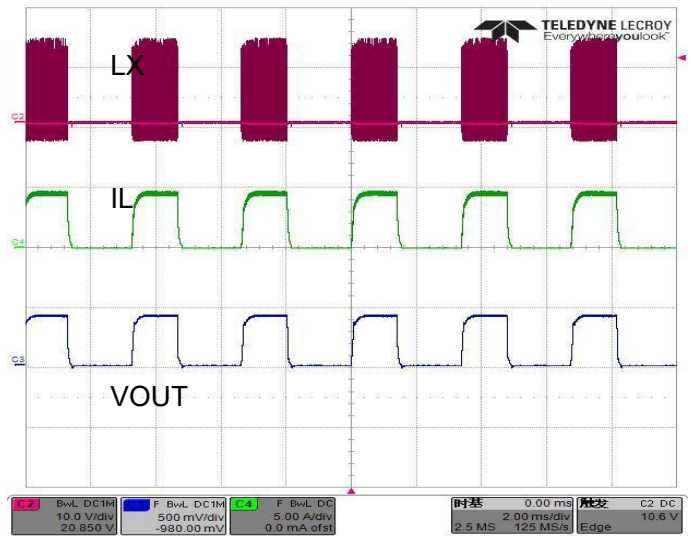 TELEDYNE LECROY
Everywhereyoulook™
LX
C2
IL
C4
C3
VOUT
C2 BwL DC1M
10.0 V/div
20.850 V
F BwL DC1M
500 mV/div
-980.00 mV
C4 F BwL DC
5.00 A/div
0.0 mA ofst
时基 0.00 ms
2.00 ms/div
2.5 MS 125 MS/s
触发 C2 DC
10.6 V
Edge